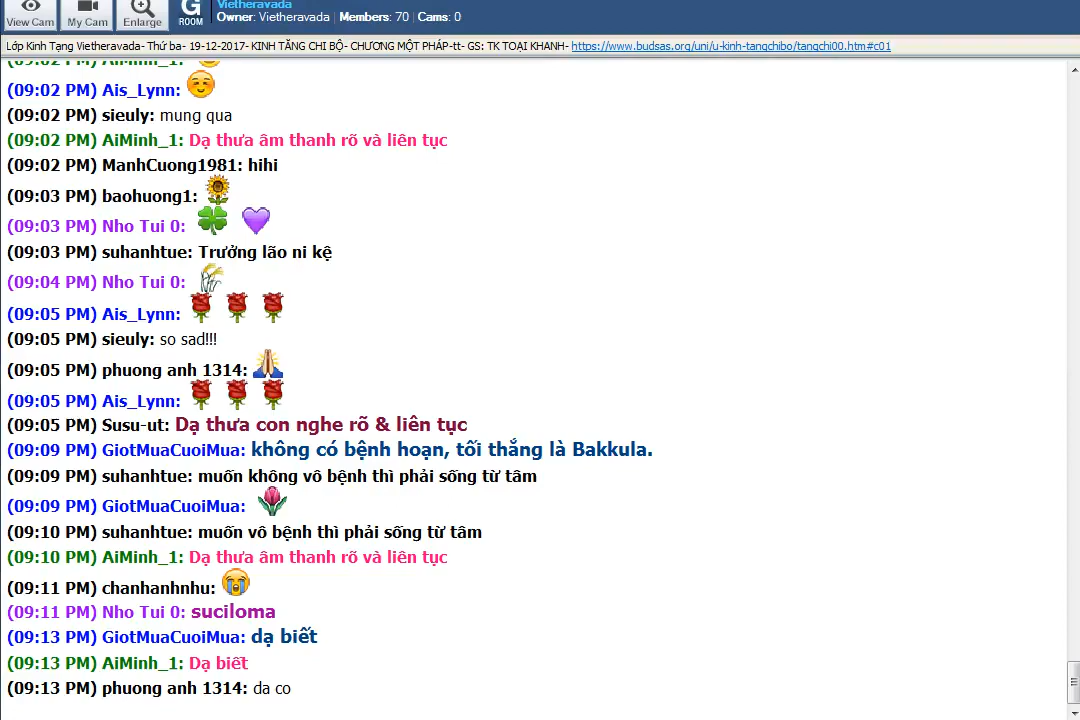 Vietheravada
View Cam My Cam Enlarge G ROOM Owner: Vietheravada | Members: 70 | Cams: 0
Lớp Kinh Tạng Vietheravada- Thứ ba- 19-12-2017- KINH TĂNG CHI BỘ- CHƯƠNG MỘT PHÁP-tt- GS: TK TOẠI KHANH- https://www.budsas.org/uni/u-kinh-tangchibo/tangchi00.htm#c01
(09:02 PM) AiMinh_1:
(09:02 PM) Ais_Lynn:
(09:02 PM) sieuly: mung qua
(09:02 PM) AiMinh_1: Dạ thưa âm thanh rõ và liên tục
(09:02 PM) ManhCuong1981: hihi
(09:03 PM) baohuong1:
(09:03 PM) Nho Tui 0:
(09:03 PM) suhanhtue: Trưởng lão ni kệ
(09:04 PM) Nho Tui 0:
(09:05 PM) Ais_Lynn:
(09:05 PM) sieuly: so sad!!!
(09:05 PM) phuong anh 1314:
(09:05 PM) Ais_Lynn:
(09:05 PM) Susu-ut: Dạ thưa con nghe rõ & liên tục
(09:09 PM) GiotMuaCuoiMua: không có bệnh hoạn, tối thắng là Bakkula.
(09:09 PM) suhanhtue: muốn không vô bệnh thì phải sống từ tâm
(09:09 PM) GiotMuaCuoiMua:
(09:10 PM) suhanhtue: muốn vô bệnh thì phải sống từ tâm
(09:10 PM) AiMinh_1: Dạ thưa âm thanh rõ và liên tục
(09:11 PM) chanhanhnhu:
(09:11 PM) Nho Tui 0: suciloma
(09:13 PM) GiotMuaCuoiMua: dạ biết
(09:13 PM) AiMinh_1: Dạ biết
(09:13 PM) phuong anh 1314: da co